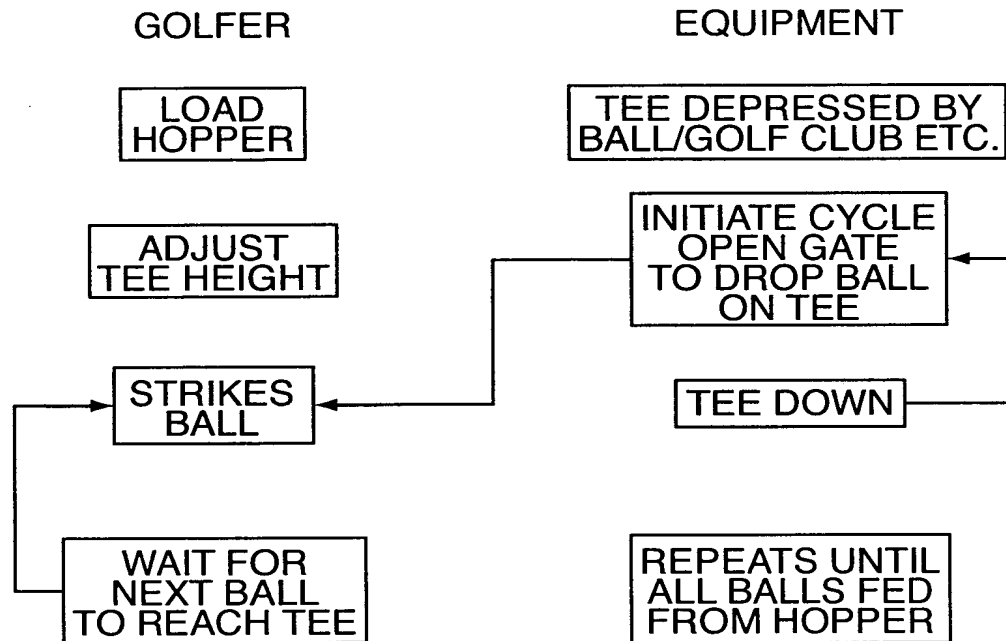 GOLFER
EQUIPMENT
LOAD
HOPPER
TEE DEPRESSED BY
BALL/GOLF CLUB ETC.
ADJUST
TEE HEIGHT
INITIATE CYCLE
OPEN GATE
TO DROP BALL
ON TEE
STRIKES
BALL
TEE DOWN
WAIT FOR
NEXT BALL
TO REACH TEE
REPEATS UNTIL
ALL BALLS FED
FROM HOPPER